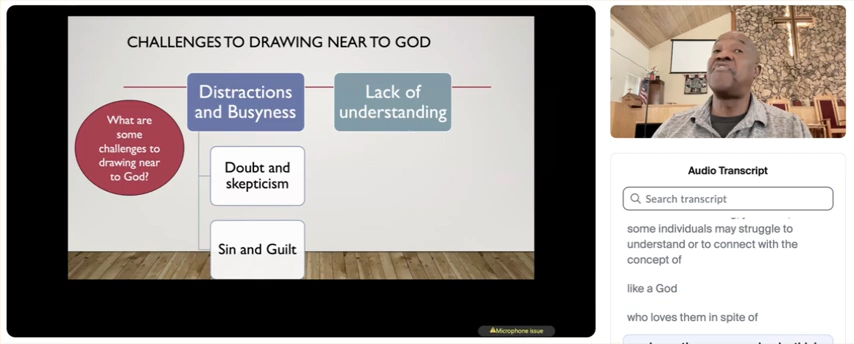 CHALLENGES TO DRAWING NEAR TO GOD
What are
some
challenges to
drawing near
to God?
Distractions
and Busyness
Lack of
understanding
Doubt and
skepticism
Sin and Guilt
Microphone issue
Audio Transcript
Search transcript
some individuals may struggle to
understand or to connect with the
concept of
like a God
who loves them in spite of